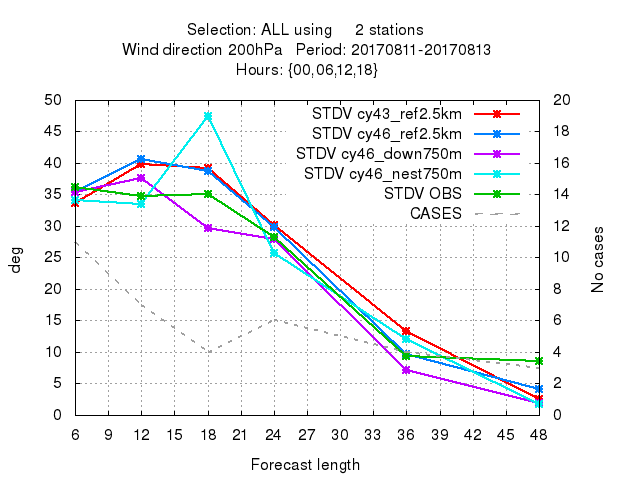 Selection: ALL using     2 stations
Wind direction 200hPa   Period: 20170811-20170813
Hours: {00,06,12,18}
50 20
45 18
40 16
35 14
30 12
25 10
20 8
15 6
10 4
5 2
0 0
STDV cy43_ref2.5km
STDV cy46_ref2.5km
STDV cy46_down750m
STDV cy46_nest750m
STDV OBS
CASES
deg
No cases
6 9 12 15 18 21 24 27 30 33 36 39 42 45 48
Forecast length